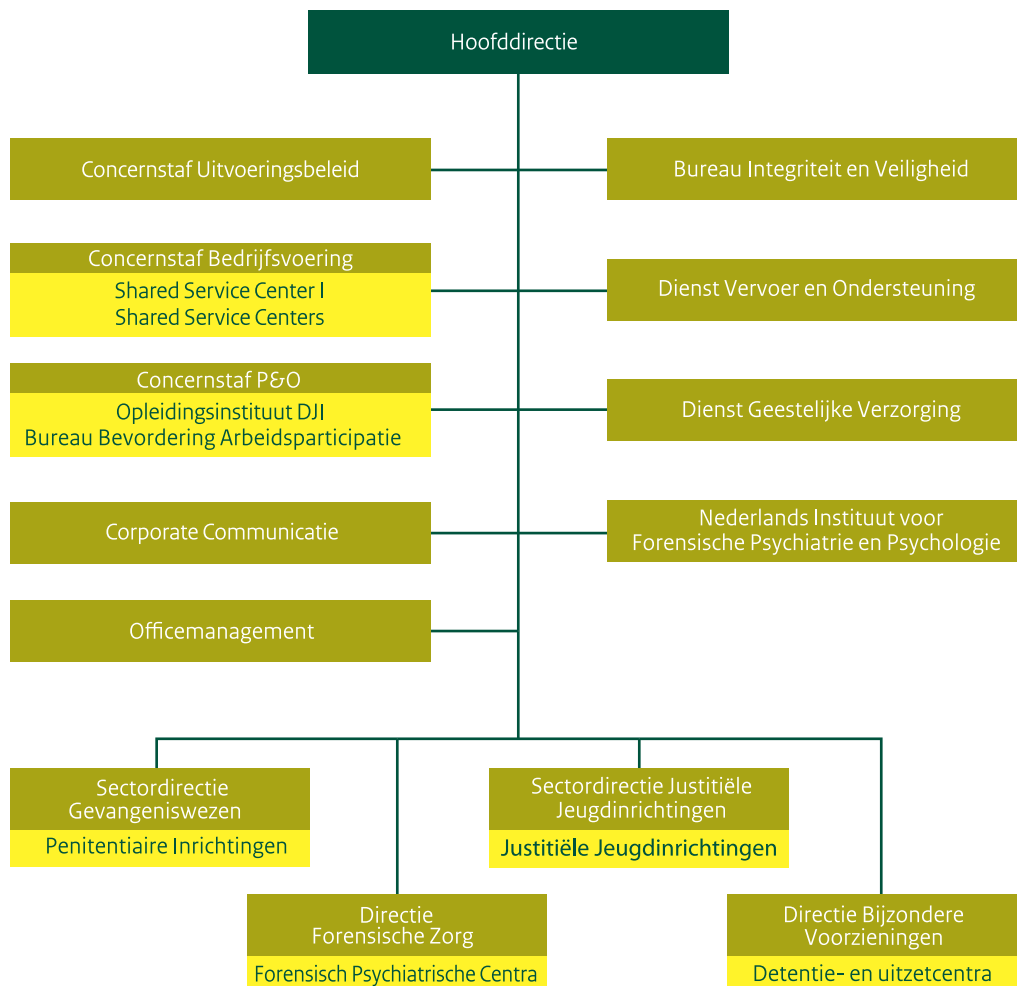 Hoofddirectie
Concernstaf Uitvoeringsbeleid
Bureau Integriteit en Veiligheid
Concernstaf Bedrijfsvoering
Shared Service Center I
Shared Service Centers
Dienst Vervoer en Ondersteuning
Concernstaf P&O
Opleidingsinstituut DJI
Bureau Bevordering Arbeidsparticipatie
Dienst Geestelijke Verzorging
Corporate Communicatie
Nederlands Instituut voor
Forensische Psychiatrie en Psychologie
Officemanagement
Sectordirectie
Gevangeniswezen
Penitentiaire Inrichtingen
Sectordirectie Justitiële
Jeugdinrichtingen
Justitiële Jeugdinrichtingen
Directie
Forensische Zorg
Forensisch Psychiatrische Centra
Directie Bijzondere
Voorzieningen
Detentie- en uitzetcentra